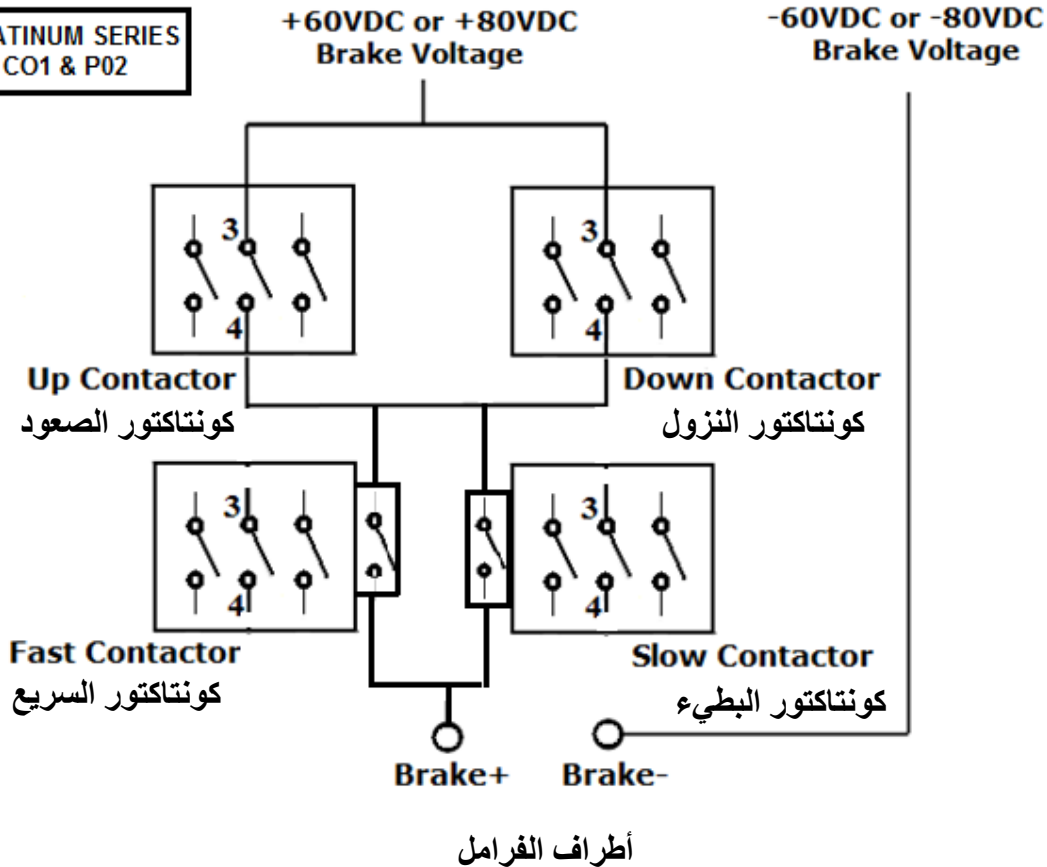 ATINUM SERIES
CO1 & P02
+60VDC or +80VDC
Brake Voltage
-60VDC or -80VDC
Brake Voltage
3
4
3
4
Up Contactor
كونتاكتور الصعود
Down Contactor
كونتاكتور النزول
3
4
3
4
Fast Contactor
كونتاكتور السريع
Slow Contactor
كونتاكتور البطيء
Brake+
Brake-
أطراف الفرامل